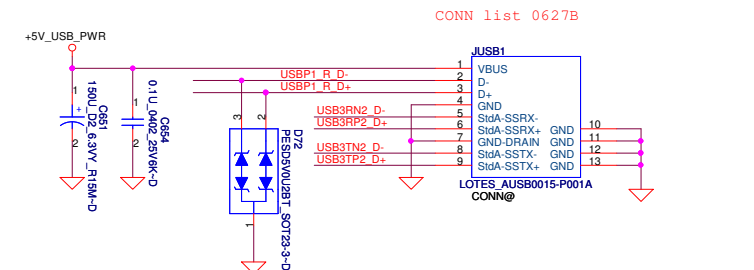 CONN list 0627B
+5V_USB_PWR
JUSB1
1 VBUS
USBP1_R_D- 2 D-
USBP1_R_D+ 3 D+
4 GND
USB3RN2_D- 5 StdA-SSRX-
USB3RP2_D+ 6 StdA-SSRX+ GND 10
7 GND-DRAIN GND 11
USB3TN2_D- 8 StdA-SSTX- GND 12
USB3TP2_D+ 9 StdA-SSTX+ GND 13
LOTES_AUSB0015-P001A
CONN@
1
+
2
C651
150U_D2_6.3VY_R15M~D
1
2
C654
0.1U_0402_25V6K~D
3
2
1
D72
PESD5V0U2BT_SOT23-3~D